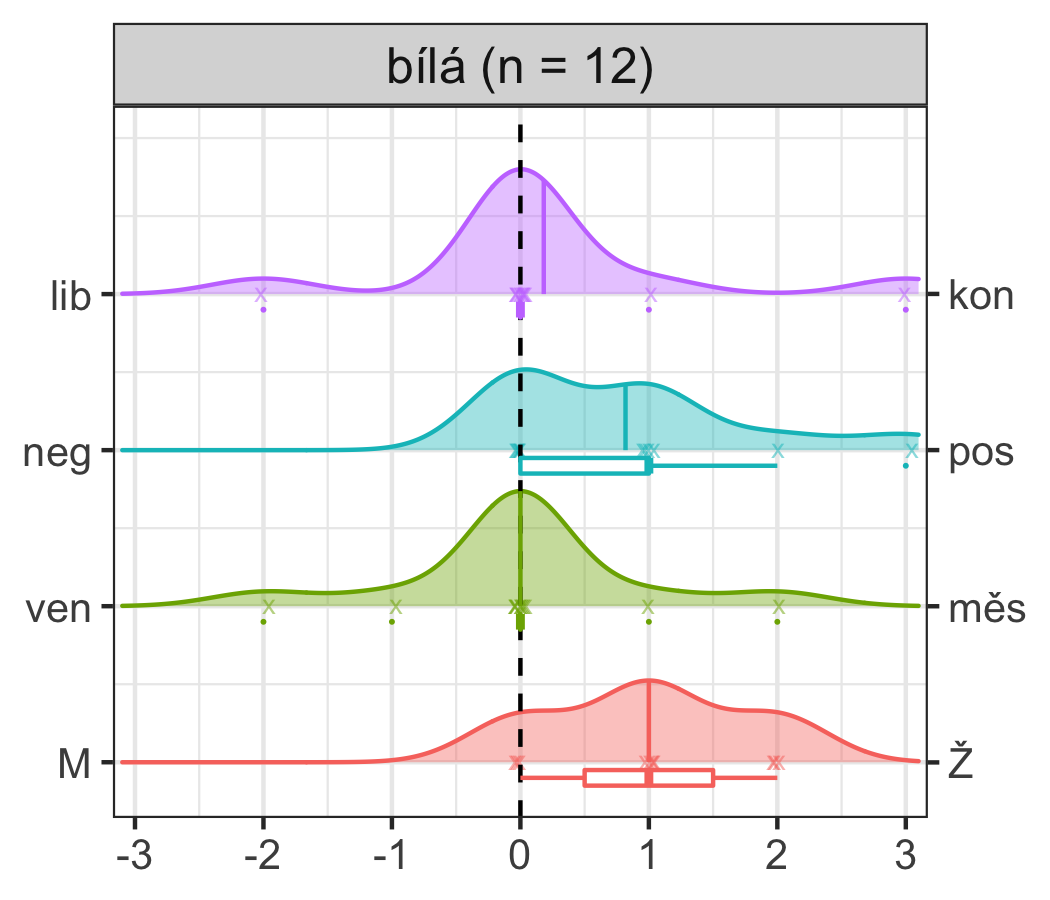 bílá (n = 12)
lib kon
neg pos
ven měs
M Ž
-3 -2 -1 0 1 2 3